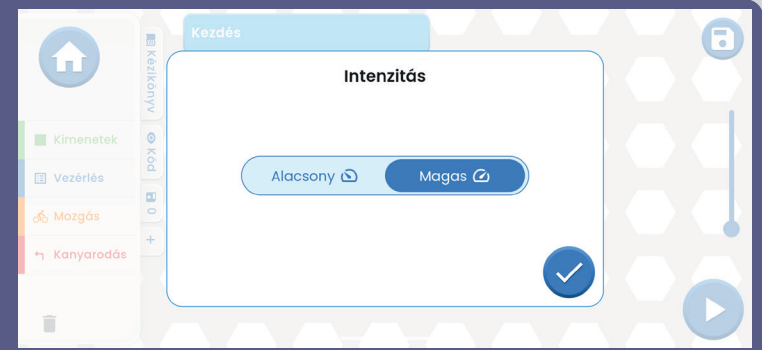 Kezdés
Kézikönyv
Kód
0
+
Kimenetek
Vezérlés
Mozgás
Kanyarodás
Intenzitás
Alacsony
Magas